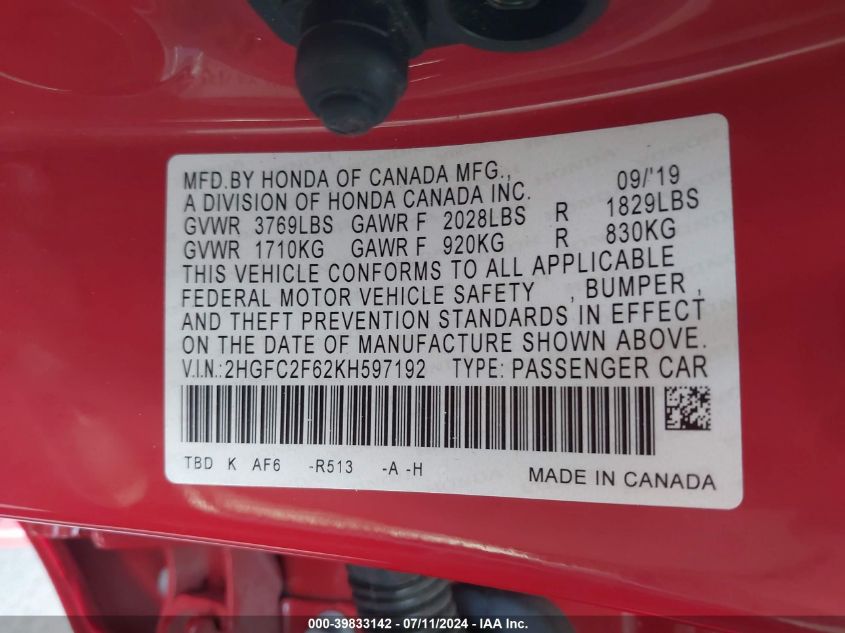 MFD.BY HONDA OF CANADA MFG., 09/'19
A DIVISION OF HONDA CANADA INC.
GVWR 3769LBS GAWR F 2028LBS R 1829LBS
GVWR 1710KG GAWR F 920KG R 830KG
THIS VEHICLE CONFORMS TO ALL APPLICABLE
FEDERAL MOTOR VEHICLE SAFETY , BUMPER ,
AND THEFT PREVENTION STANDARDS IN EFFECT
ON THE DATE OF MANUFACTURE SHOWN ABOVE.
V.I.N.:2HGFC2F62KH597192 TYPE: PASSENGER CAR
TBD K AF6 -R513 -A -H
MADE IN CANADA
000-39833142 - 07/11/2024 - IAA Inc.